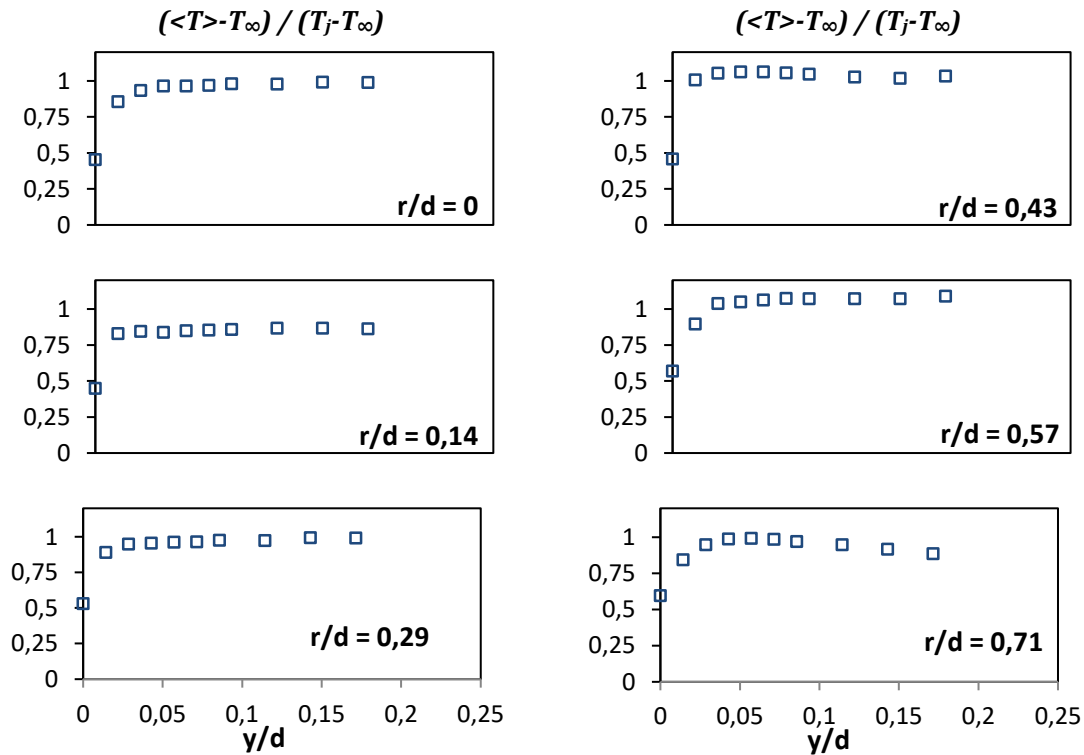 (<T>-T∞) / (Tj-T∞)
1
0,75
0,5
0,25
0
r/d = 0
1
0,75
0,5
0,25
0
r/d = 0,14
1
0,75
0,5
0,25
0
r/d = 0,29
0 0,05 0,1 0,15 0,2 0,25
y/d
(<T>-T∞) / (Tj-T∞)
1
0,75
0,5
0,25
0
r/d = 0,43
1
0,75
0,5
0,25
0
r/d = 0,57
1
0,75
0,5
0,25
0
r/d = 0,71
0 0,05 0,1 0,15 0,2 0,25
y/d